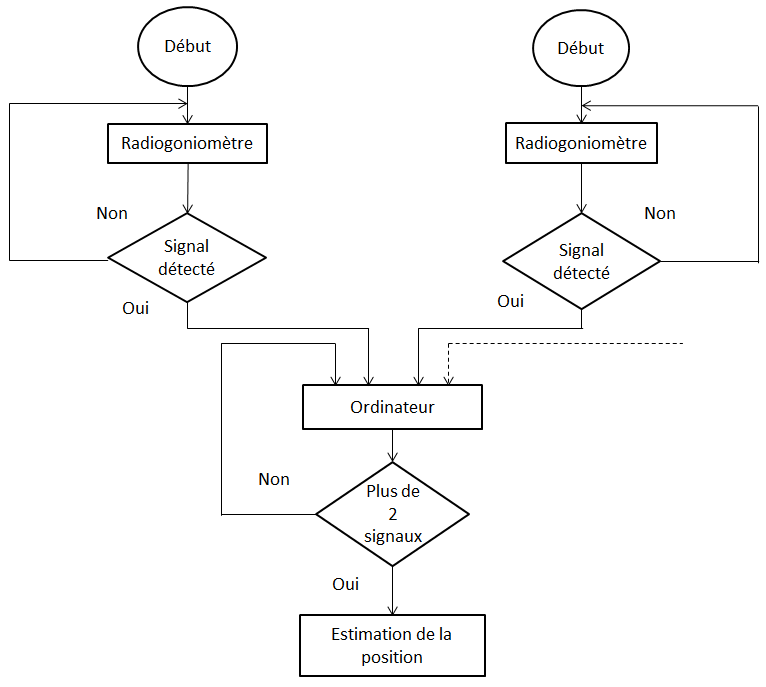 Début
Début
Radiogoniomètre
Radiogoniomètre
Non
Non
Signal
détecté
Signal
détecté
Oui
Oui
Ordinateur
Non
Plus de
2
signaux
Oui
Estimation de la
position